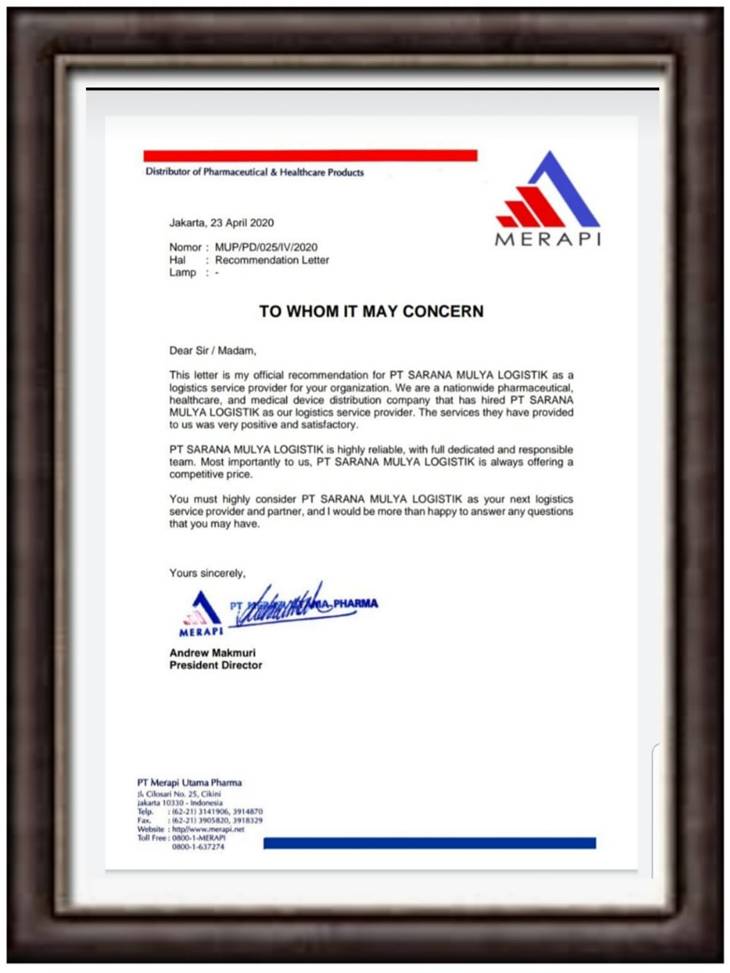 Distributor of Pharmaceutical & Healthcare Products
MERAPI
Jakarta, 23 April 2020
Nomor : MUP/PD/025/IV/2020
Hal : Recommendation Letter
Lamp : -
TO WHOM IT MAY CONCERN
Dear Sir / Madam,
This letter is my official recommendation for PT SARANA MULYA LOGISTIK as a
logistics service provider for your organization. We are a nationwide pharmaceutical,
healthcare, and medical device distribution company that has hired PT SARANA
MULYA LOGISTIK as our logistics service provider. The services they have provided
to us was very positive and satisfactory.
PT SARANA MULYA LOGISTIK is highly reliable, with full dedicated and responsible
team. Most importantly to us, PT SARANA MULYA LOGISTIK is always offering a
competitive price.
You must highly consider PT SARANA MULYA LOGISTIK as your next logistics
service provider and partner, and I would be more than happy to answer any questions
that you may have.
Yours sincerely,
PT PHARMA
MERAPI
Andrew Makmuri
President Director
PT Merapi Utama Pharma
Jl. Cilosari No. 25, Cikini
Jakarta 10330 - Indonesia
Telp. : (62-21) 3141906, 3914870
Fax. : (62-21) 3905820, 3918329
Website : http//www.merapi.net
Toll Free : 0800-1-MERAPI
0800-1-637274